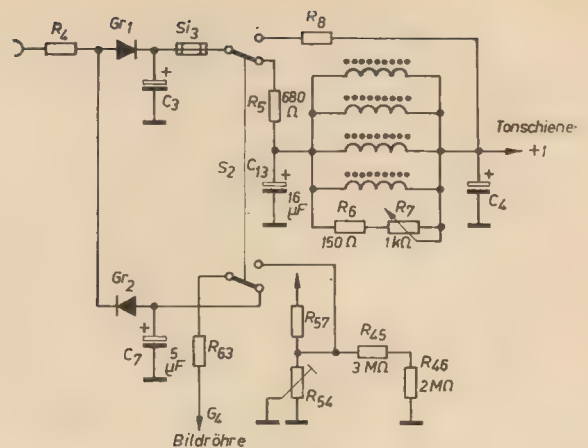 R4
Gr1
Si3
R8
C3
R5
680
Ω
Tonschiene
+1
S2
C13
16
µF
R6
150 Ω
R7
1 kΩ
C4
Gr2
C7
5
µF
R63
G4
Bildröhre
R57
R54
R45
3 MΩ
R46
2 MΩ